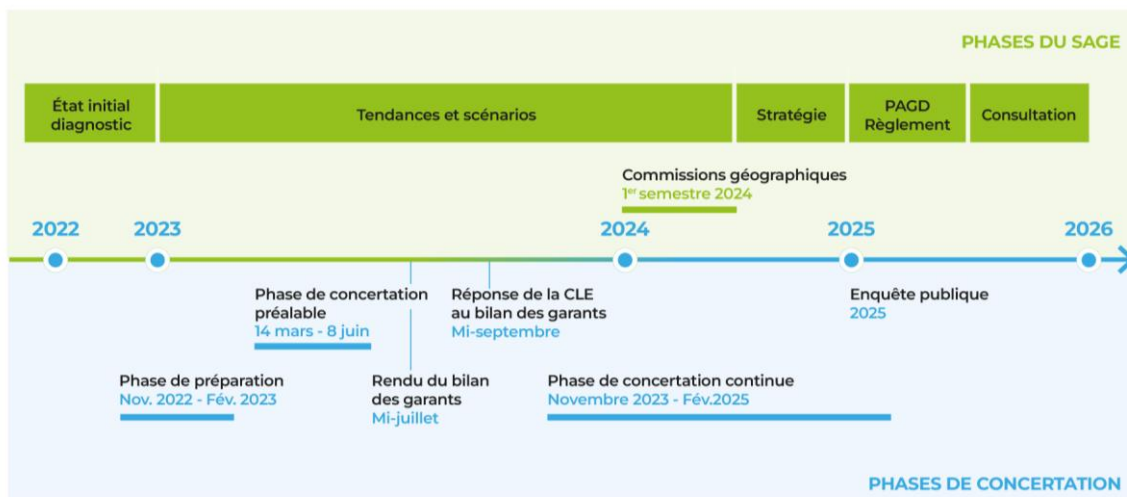 PHASES DU SAGE
État initial
diagnostic
Tendances et scénarios
Stratégie
PAGD
Règlement
Consultation
Commissions géographiques
1er semestre 2024
2022
2023
2024
2025
2026
Phase de concertation
préalable
14 mars - 8 juin
Réponse de la CLE
au bilan des garants
Mi-septembre
Enquête publique
2025
Phase de préparation
Nov. 2022 - Fév. 2023
Rendu du bilan
des garants
Mi-juillet
Phase de concertation continue
Novembre 2023 - Fév.2025
PHASES DE CONCERTATION